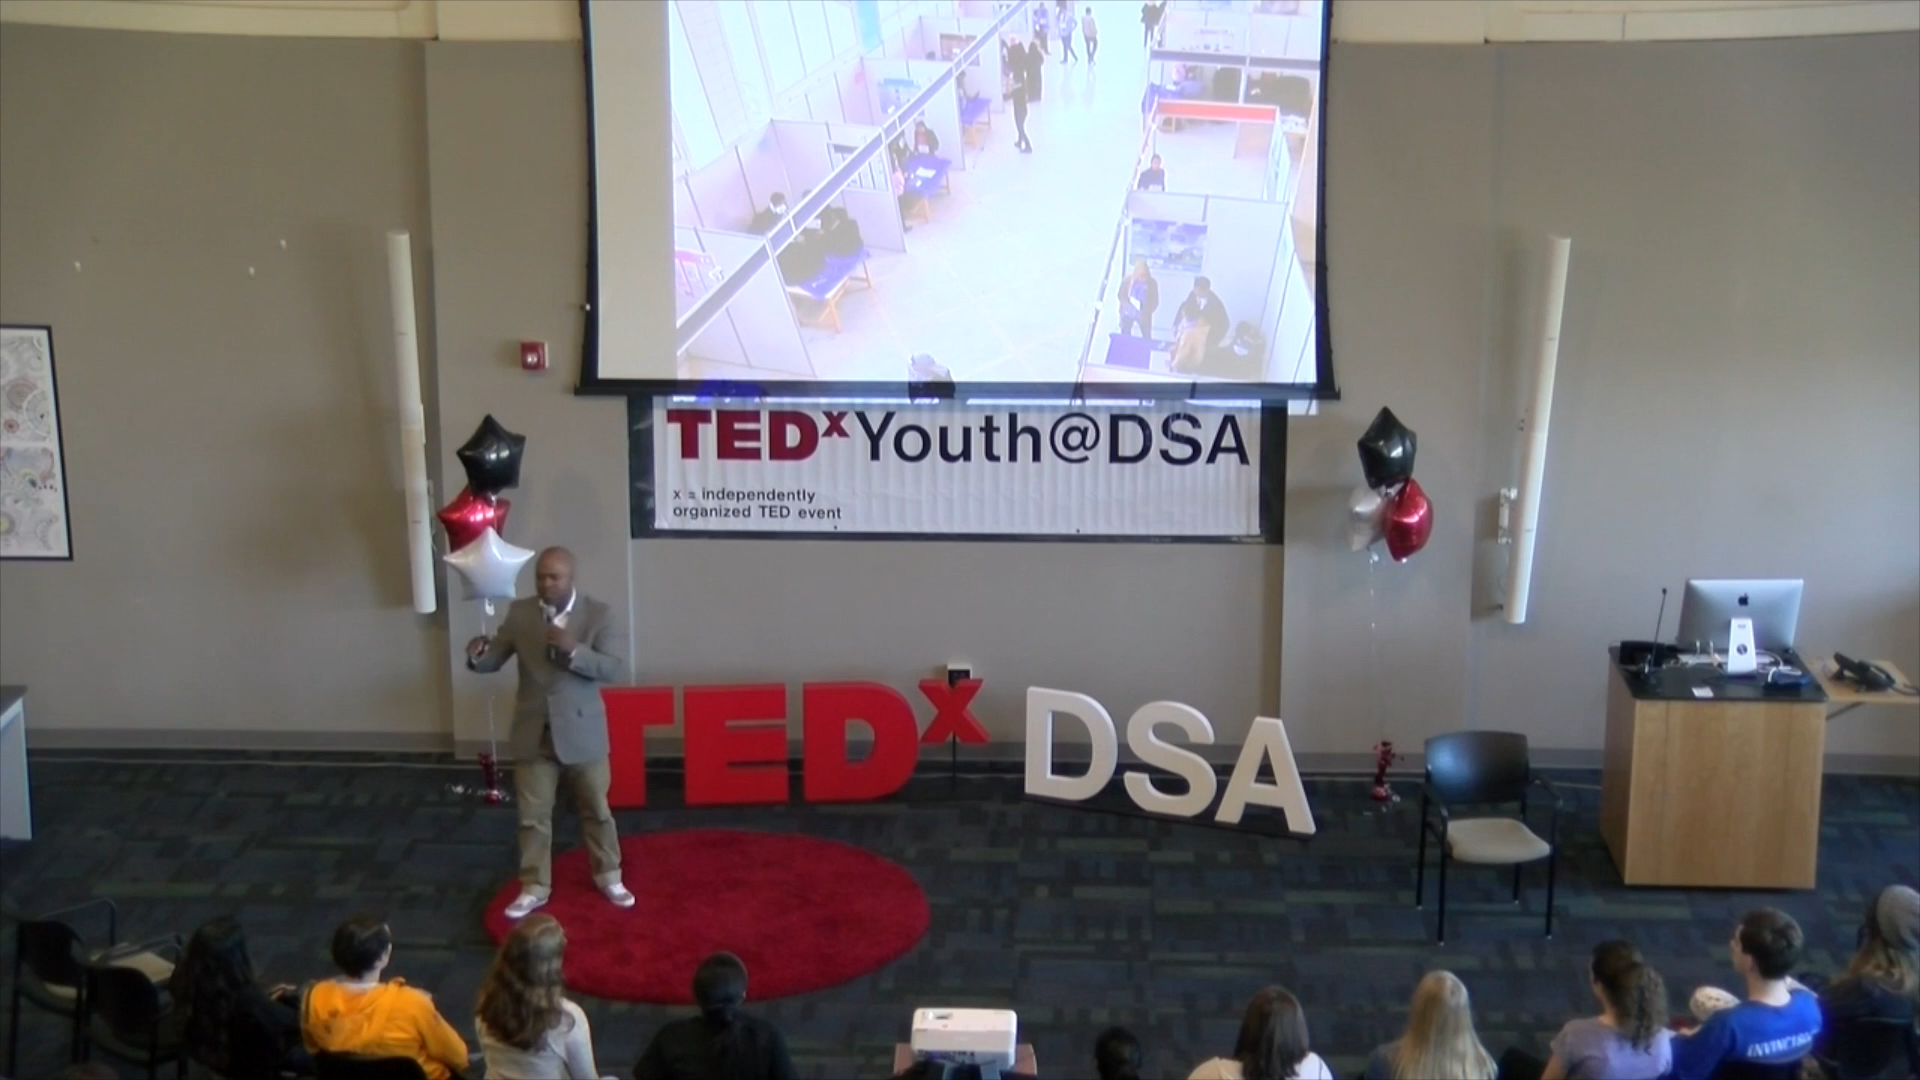 TEDxYouth@DSA
x = independently
organized TED event
TEDx DSA